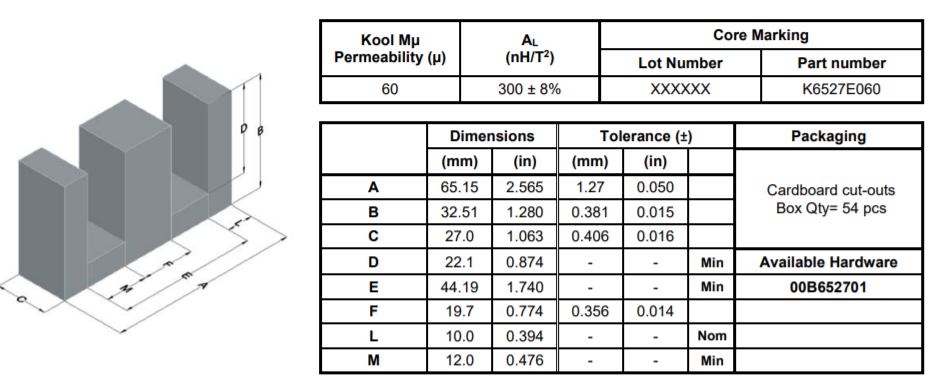 Kool Mµ
Permeability (µ)
AL
(nH/T²)
Core Marking
Lot Number
Part number
60
300 ± 8%
XXXXXX
K6527E060
Dimensions
Tolerance (±)
Packaging
(mm) (in) (mm) (in)
A 65.15 2.565 1.27 0.050
B 32.51 1.280 0.381 0.015
C 27.0 1.063 0.406 0.016
Cardboard cut-outs
Box Qty= 54 pcs
D 22.1 0.874 - - Min Available Hardware
E 44.19 1.740 - - Min 00B652701
F 19.7 0.774 0.356 0.014
L 10.0 0.394 - - Nom
M 12.0 0.476 - - Min
D
B
L
F
M
E
A
C